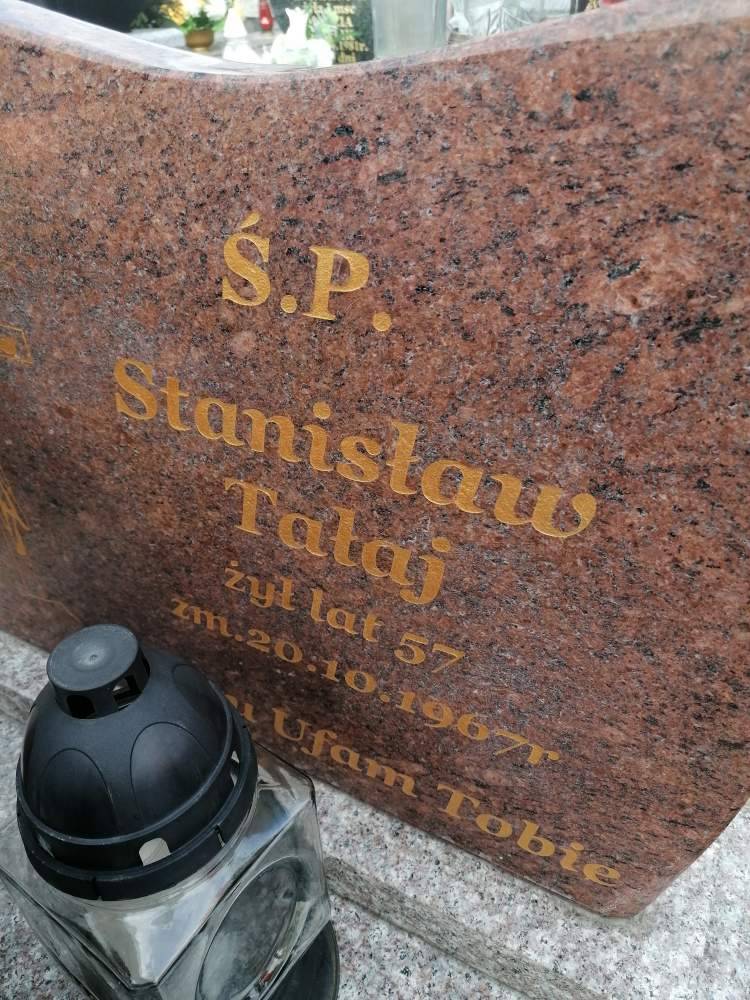 Ś.P.
Stanisław
Tałaj
żył lat 57
zm.20.10.1967r
Ufam Tobie